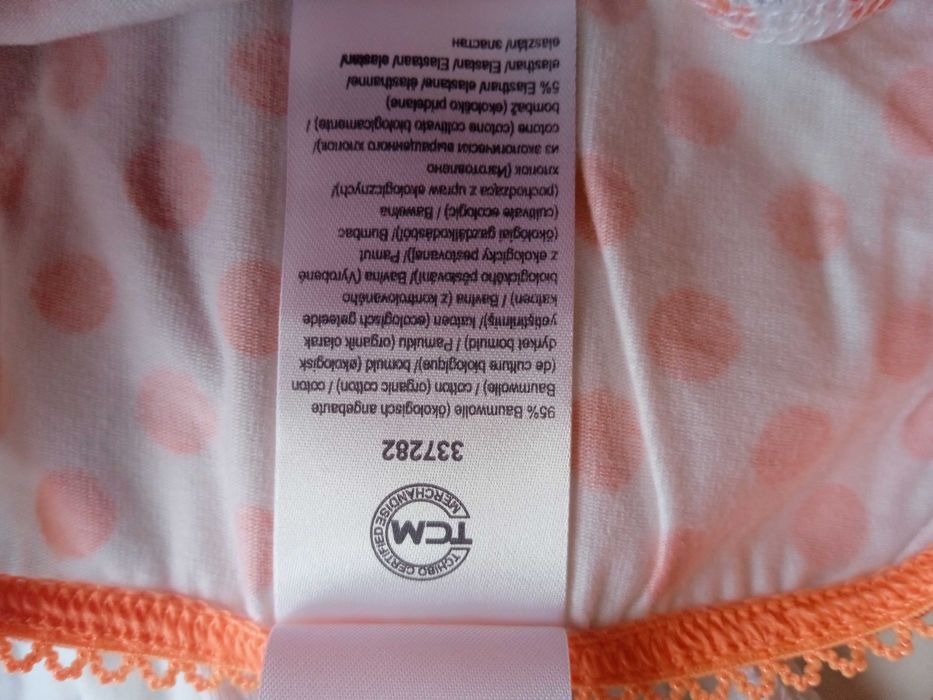 TCHIBO CERTIFIED MERCHANDISE
TCM
337282
95% Baumwolle (ökologisch angebaute
Baumwolle) / cotton (organic cotton) / coton
(de culture biologique)/ bomuld (økologisk
dyrket bomuld) / Pamuklu (organik olarak
yetiştirilmiş)/ katoen (ecologisch geteelde
katoen) / Bavlna (z kontrolovaného
biologického pěstování)/ Bavlna (Vyrobené
z ekologicky pestovanej)/ Pamut
(ökológiai gazdálkodásból)/ Bumbac
(cultivate ecologic) / Bawełna
(pochodząca z upraw ekologicznych)/
хлопок (Изготовлено
из экологически выращенного хлопок)/
cotone (cotone coltivato biologicamente) /
bombaž (ekološko pridelane)
5% Elasthan/ elastan/ elastane/ élasthanne/
elasthan/ Elastan/ Elastaan/ elastan/
elasztán/ эластан